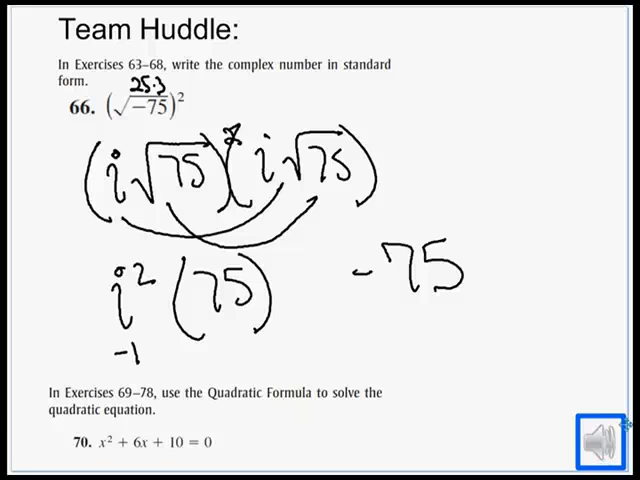 Team Huddle:
In Exercises 63–68, write the complex number in standard
form.
25·3
66. (√−75)²
(i√75)²(i√75)
i²(75) -75
-1
In Exercises 69–78, use the Quadratic Formula to solve the
quadratic equation.
70. x² + 6x + 10 = 0